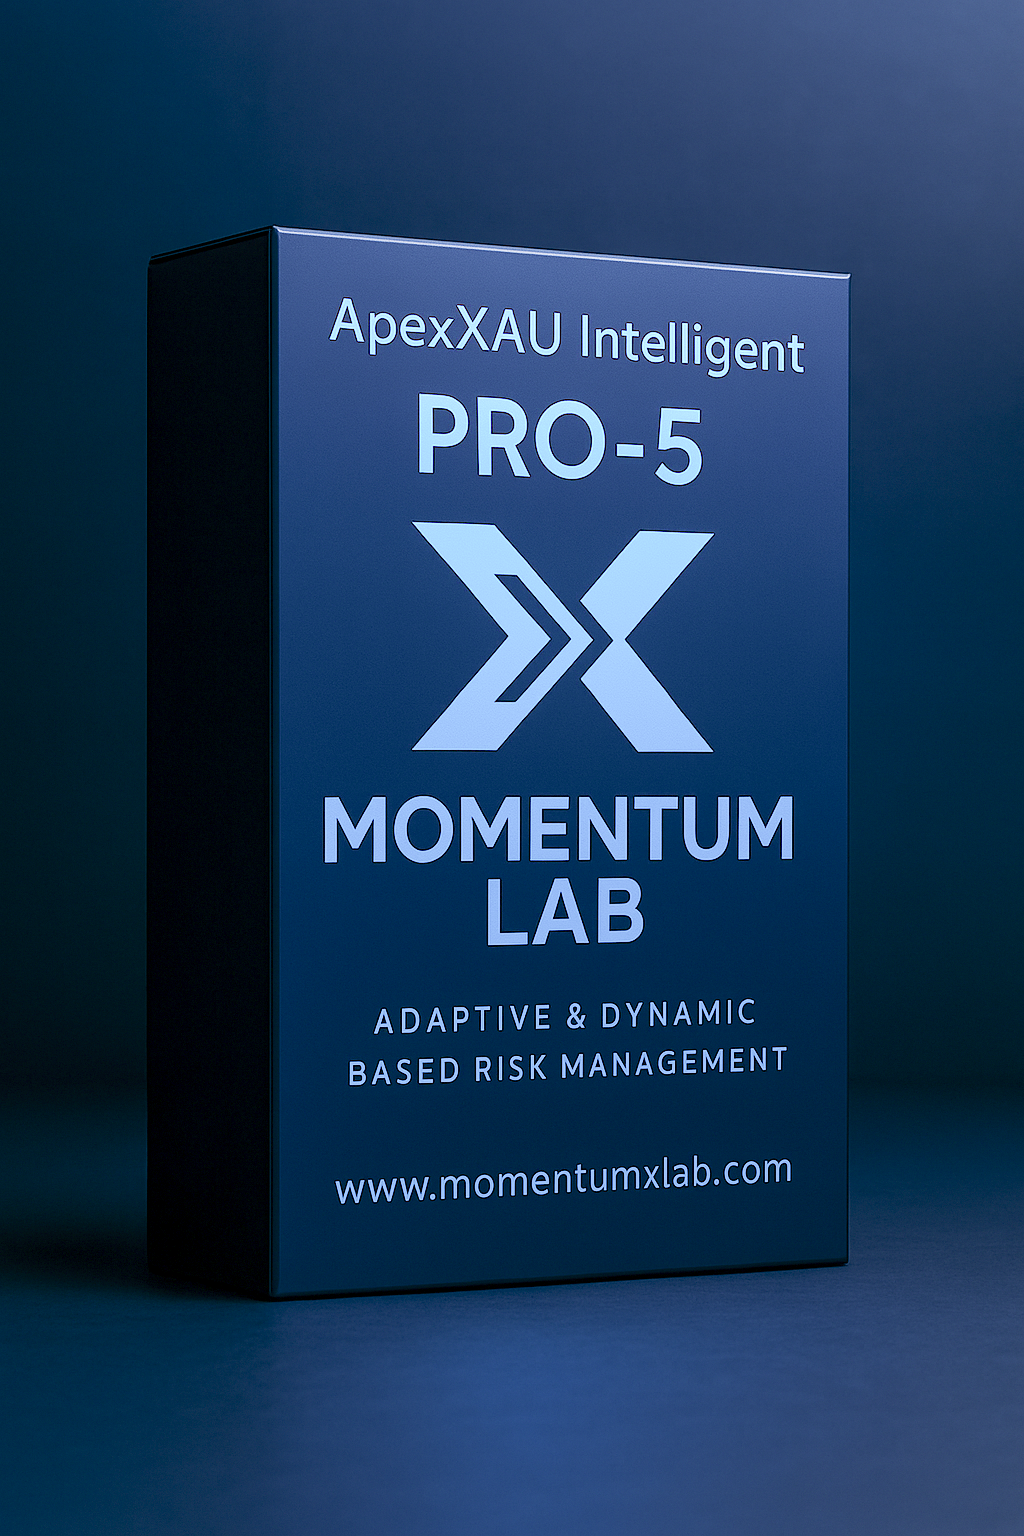 ApexXAU Intelligent
PRO-5
MOMENTUM
LAB
ADAPTIVE & DYNAMIC
BASED RISK MANAGEMENT
www.momentumxlab.com